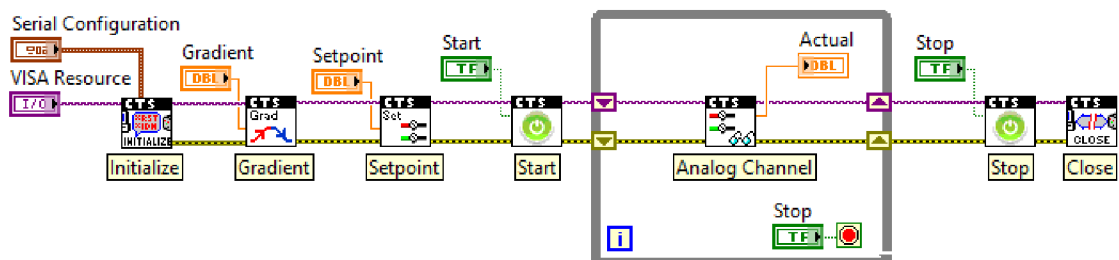 Serial Configuration
VISA Resource
I/O
CTS
INITIALIZE
Initialize
Gradient
DBL
CTS
Grad
Gradient
Setpoint
DBL
CTS
Set
Setpoint
Start
TF
CTS
Start
CTS
Analog Channel
Actual
DBL
Stop
TF
i
Stop
TF
CTS
Stop
CTS
CLOSE
Close